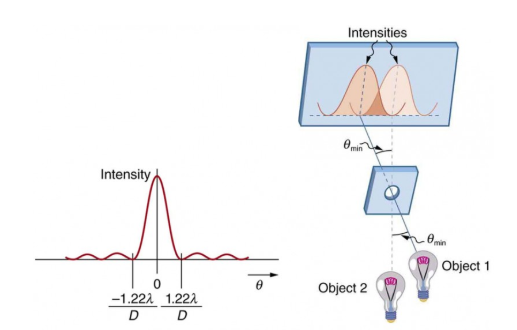 Intensity
0
θ
−1.22λ
D
1.22λ
D
Intensities
θmin
θmin
Object 1
Object 2